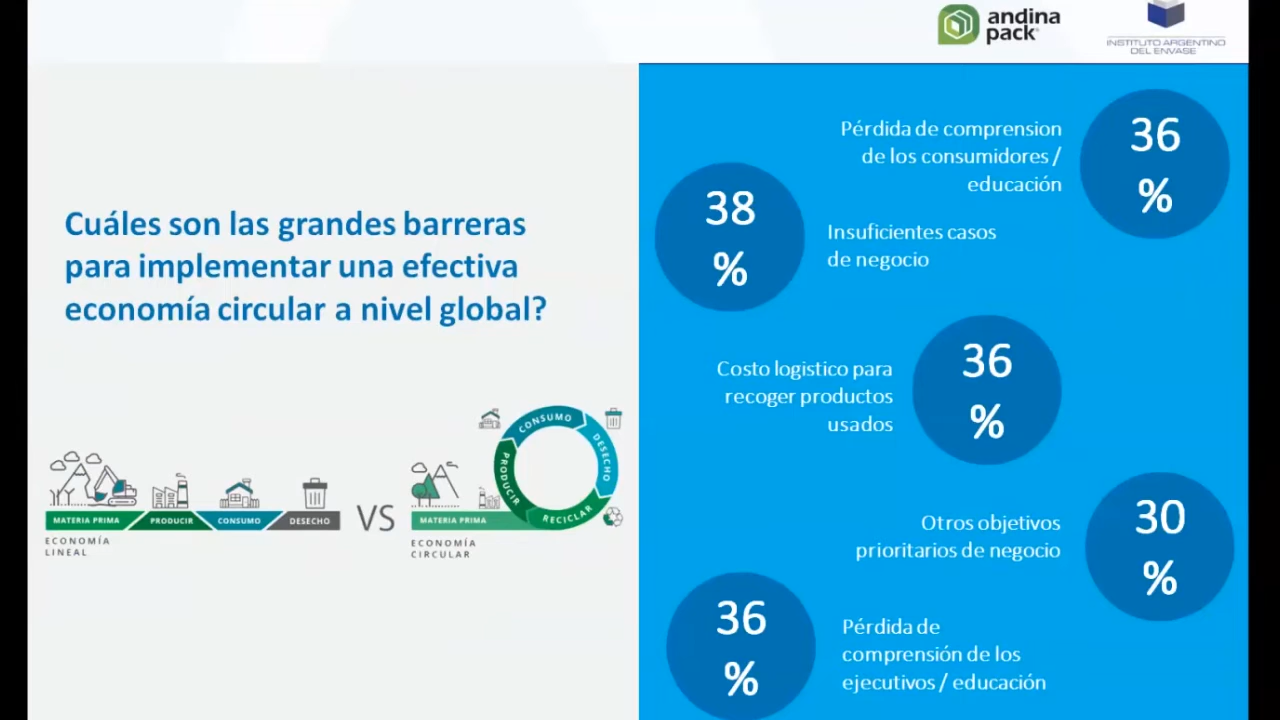 andina
pack
INSTITUTO ARGENTINO
DEL ENVASE
Cuáles son las grandes barreras
para implementar una efectiva
economía circular a nivel global?
MATERIA PRIMA
PRODUCIR
CONSUMO
DESECHO
ECONOMÍA
LINEAL
VS
MATERIA PRIMA
PRODUCIR
CONSUMO
DESECHO
RECICLAR
ECONOMÍA
CIRCULAR
Pérdida de comprension
de los consumidores /
educación
36
%
38
%
Insuficientes casos
de negocio
Costo logistico para
recoger productos
usados
36
%
Otros objetivos
prioritarios de negocio
30
%
36
%
Pérdida de
comprensión de los
ejecutivos / educación